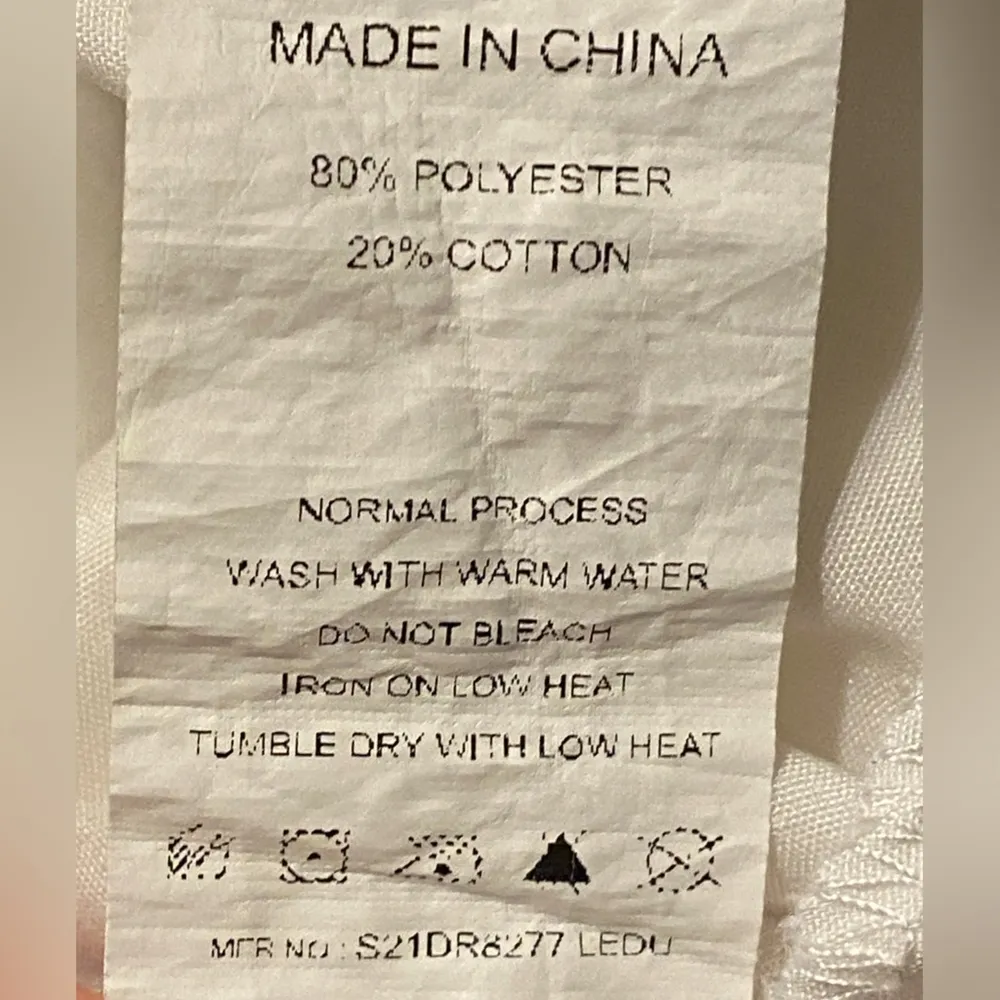 MADE IN CHINA
80% POLYESTER
20% COTTON
NORMAL PROCESS
WASH WITH WARM WATER
DO NOT BLEACH
IRON ON LOW HEAT
TUMBLE DRY WITH LOW HEAT
MFR NO : S21DR8277 LEDU